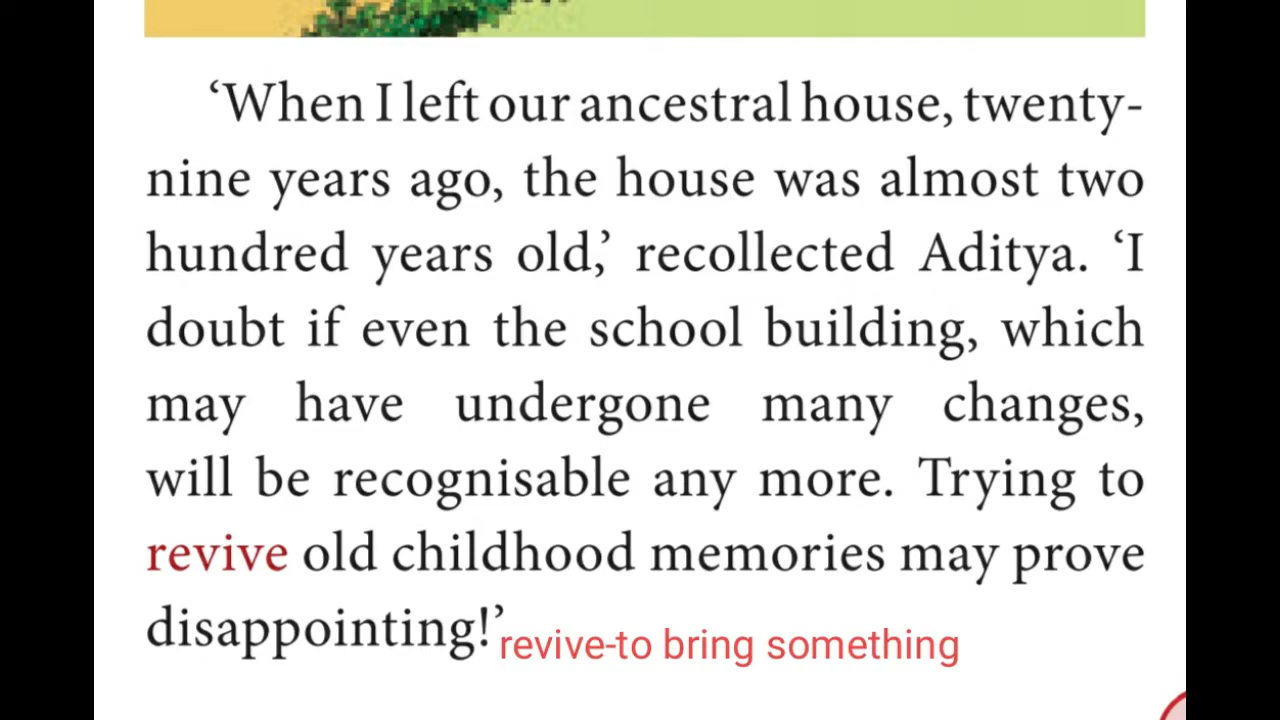 ‘When I left our ancestral house, twenty-
nine years ago, the house was almost two
hundred years old,’ recollected Aditya. ‘I
doubt if even the school building, which
may have undergone many changes,
will be recognisable any more. Trying to
revive old childhood memories may prove
disappointing!’
revive-to bring something